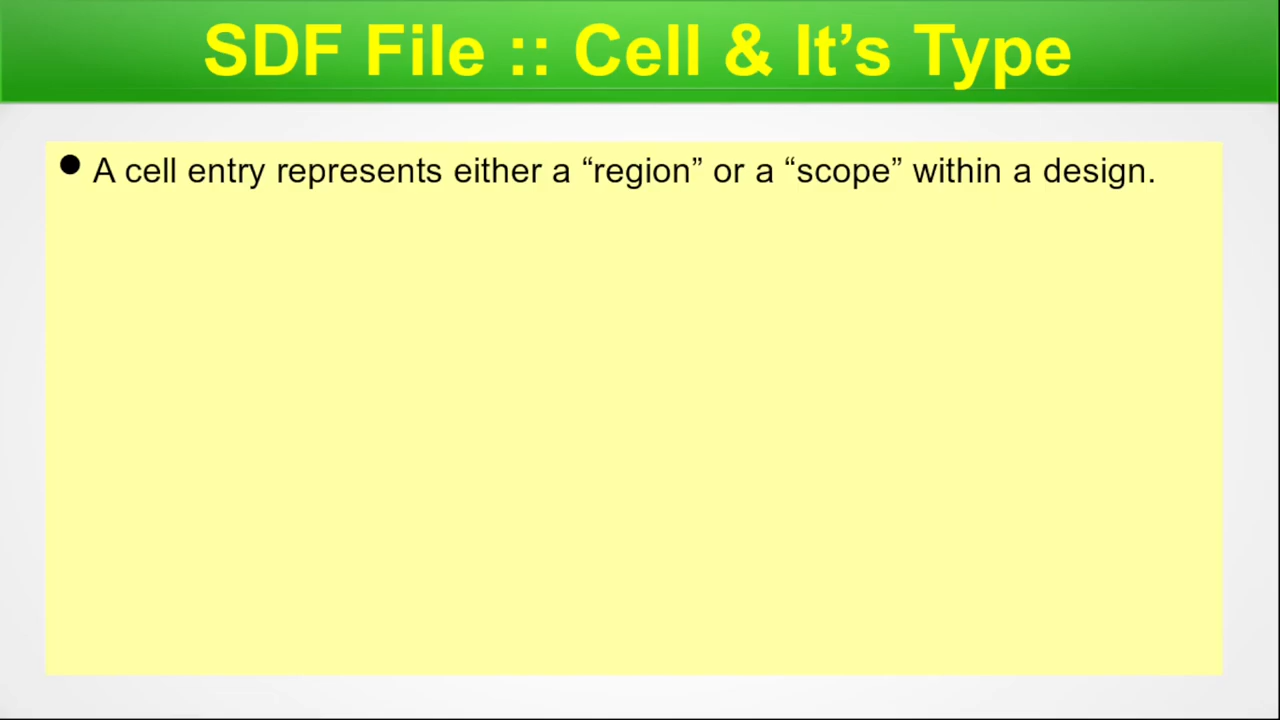 SDF File :: Cell & It’s Type
● A cell entry represents either a “region” or a “scope” within a design.